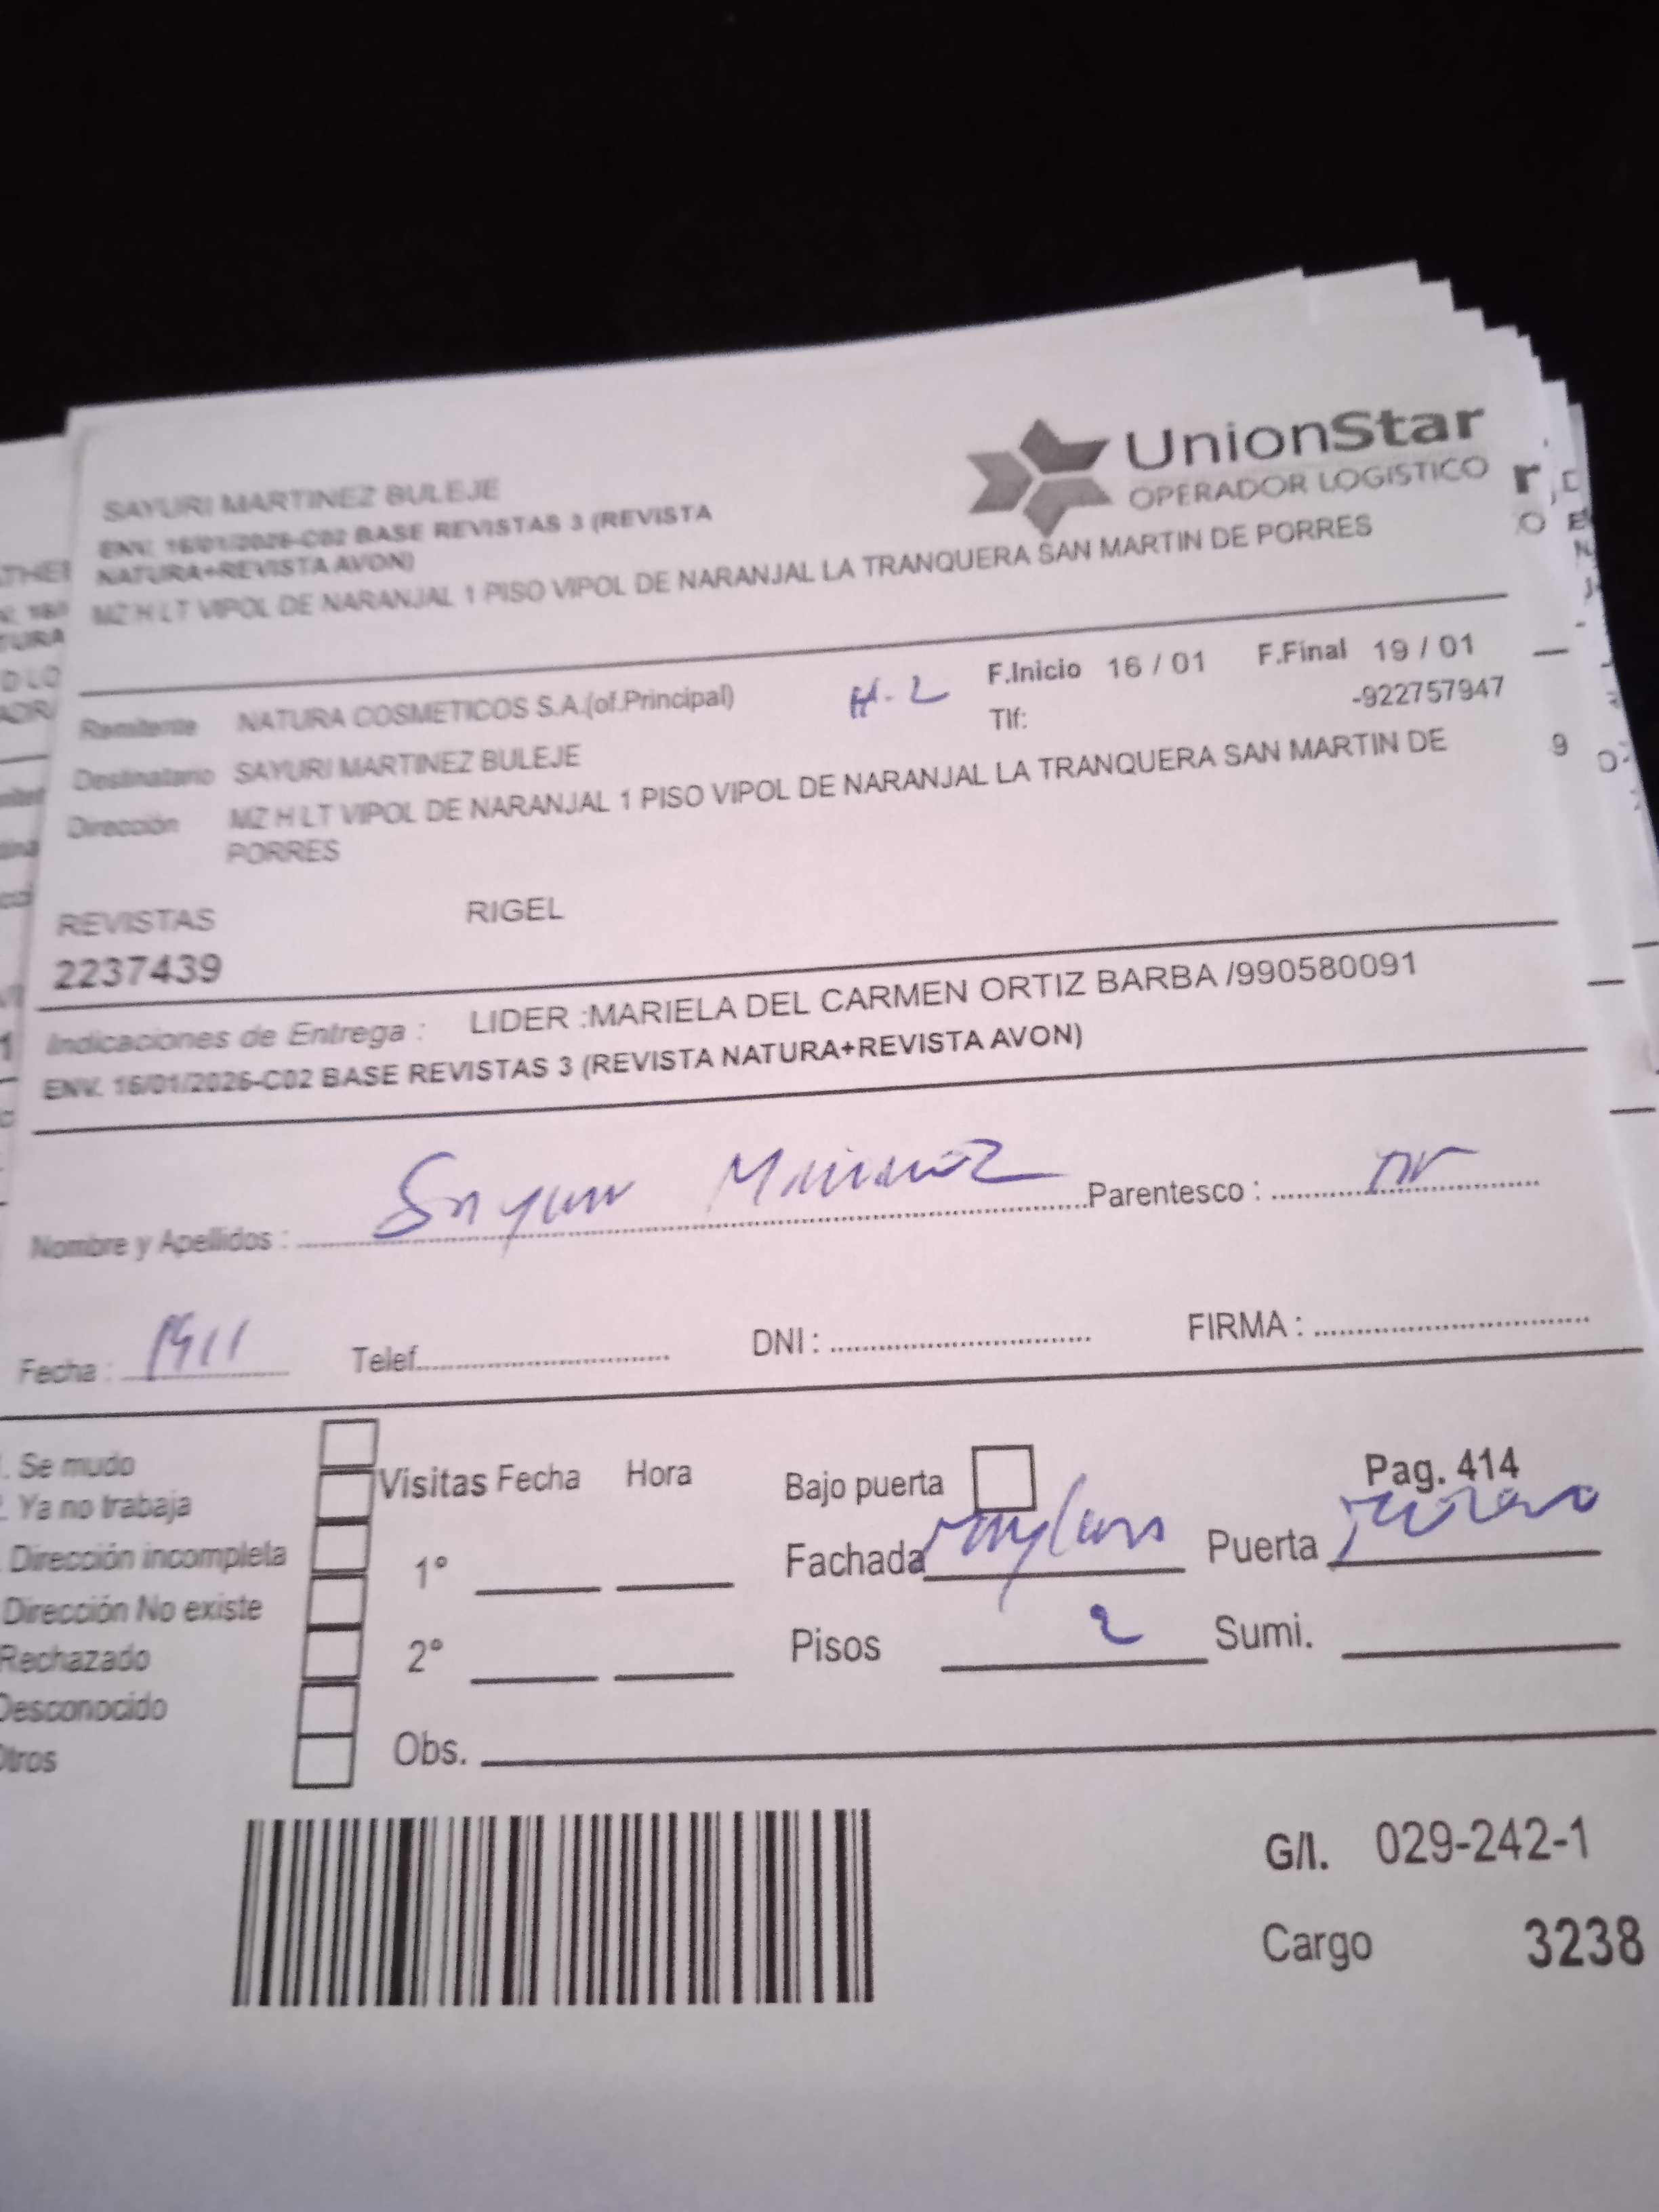 UnionStar
OPERADOR LOGISTICO
SAYURI MARTINEZ BULEJE
ENV. 16/01/2026-C02 BASE REVISTAS 3 (REVISTA
NATURA+REVISTA AVON)
MZ H LT VIPOL DE NARANJAL 1 PISO VIPOL DE NARANJAL LA TRANQUERA SAN MARTIN DE PORRES
Remitente NATURA COSMETICOS S.A.(of.Principal) H-2 F.Inicio 16 / 01 F.Final 19 / 01
Tlf: -922757947
Destinatario SAYURI MARTINEZ BULEJE
Dirección MZ H LT VIPOL DE NARANJAL 1 PISO VIPOL DE NARANJAL LA TRANQUERA SAN MARTIN DE
PORRES
REVISTAS RIGEL
2237439
Indicaciones de Entrega : LIDER :MARIELA DEL CARMEN ORTIZ BARBA /990580091
ENV. 16/01/2026-C02 BASE REVISTAS 3 (REVISTA NATURA+REVISTA AVON)
Nombre y Apellidos : Sayuri Martinez Parentesco :
Fecha : 19/1 Telef. DNI : FIRMA :
. Se mudo
. Ya no trabaja
. Dirección incompleta
Dirección No existe
Rechazado
Desconocido
Otros
Visitas Fecha Hora
1°
2°
Obs.
Bajo puerta Pag. 414
Fachada Puerta
Pisos 2 Sumi.
G/I. 029-242-1
Cargo 3238